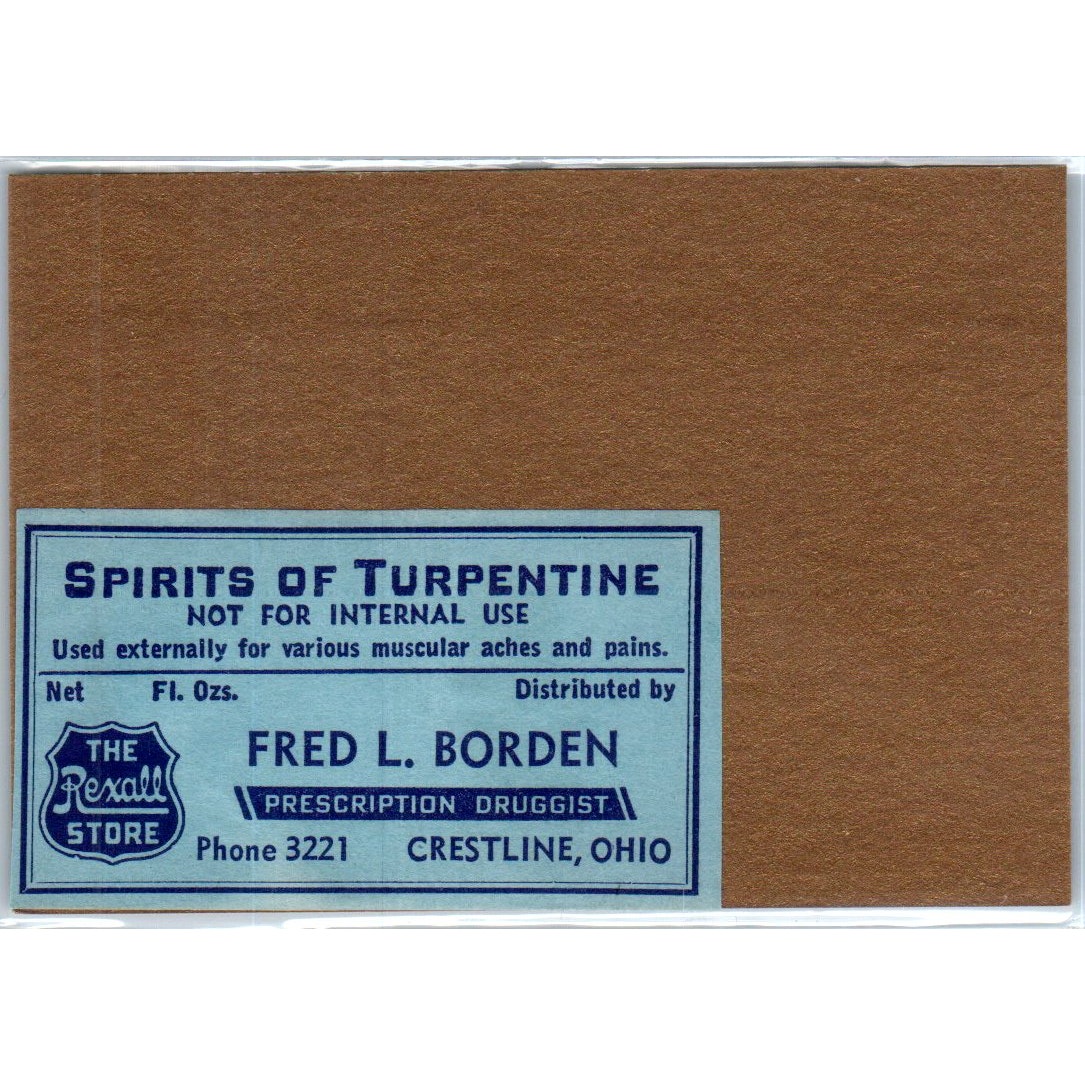 SPIRITS OF TURPENTINE
NOT FOR INTERNAL USE
Used externally for various muscular aches and pains.
Net Fl. Ozs. Distributed by
THE
Rexall
STORE
FRED L. BORDEN
PRESCRIPTION DRUGGIST
Phone 3221 CRESTLINE, OHIO